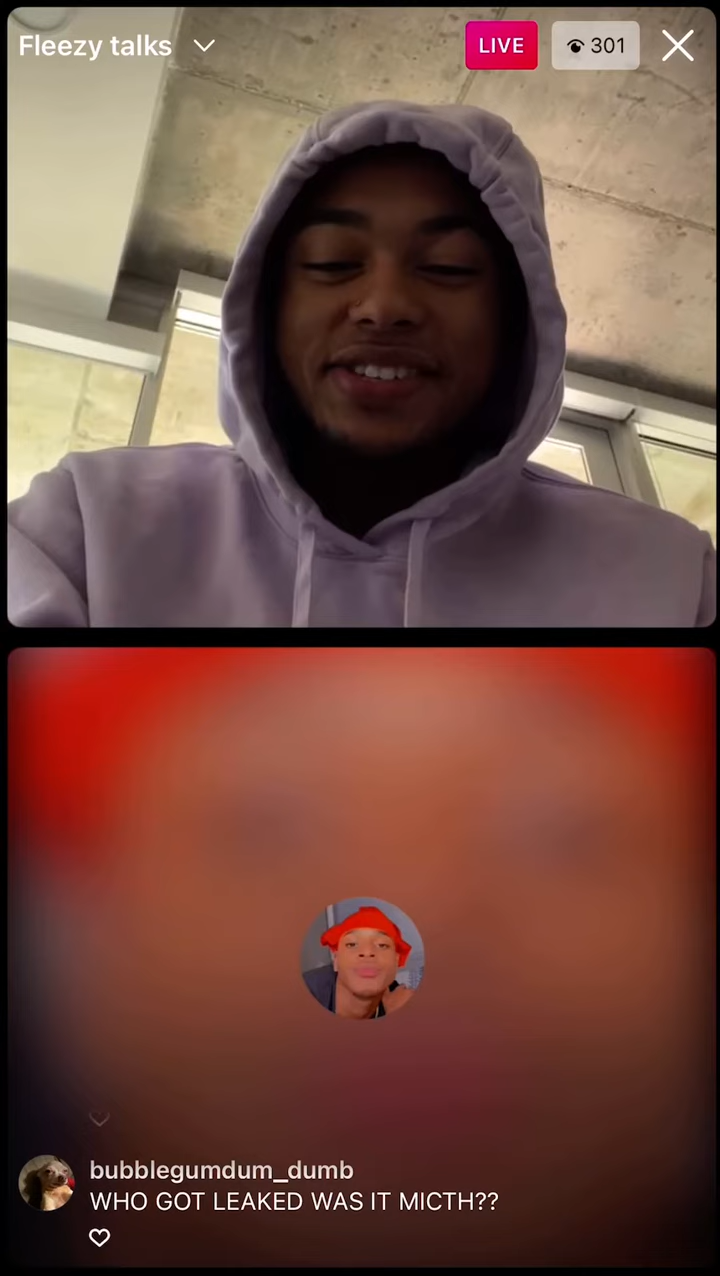 Fleezy talks
LIVE
301
bubblegumdum_dumb
WHO GOT LEAKED WAS IT MICTH??